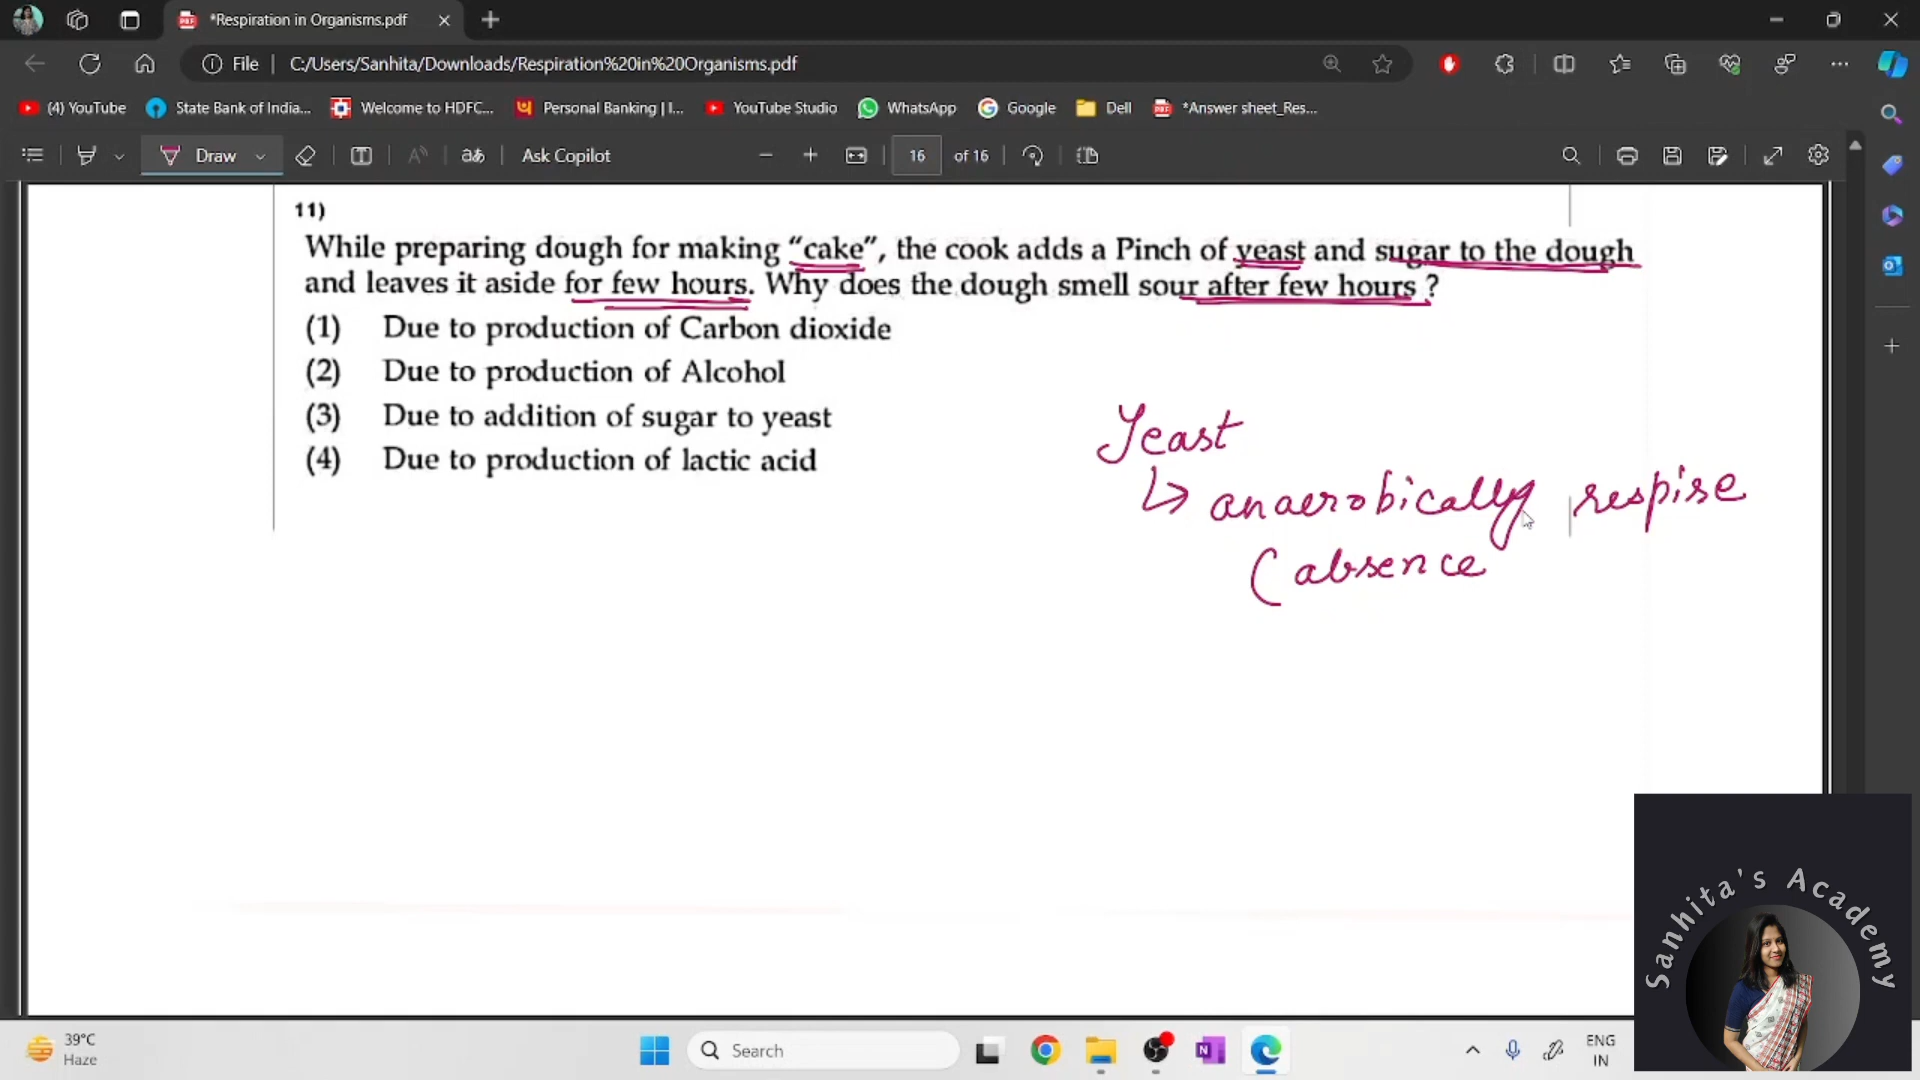 *Respiration in Organisms.pdf
File
C:/Users/Sanhita/Downloads/Respiration%20in%20Organisms.pdf
(4) YouTube
State Bank of India...
Welcome to HDFC...
Personal Banking | I...
YouTube Studio
WhatsApp
Google
Dell
*Answer sheet_Res...
Draw
Ask Copilot
16
of 16
11)
While preparing dough for making “cake”, the cook adds a Pinch of yeast and sugar to the dough
and leaves it aside for few hours. Why does the dough smell sour after few hours ?
(1) Due to production of Carbon dioxide
(2) Due to production of Alcohol
(3) Due to addition of sugar to yeast
(4) Due to production of lactic acid
Yeast
↳ anaerobically respire
(absence
Sanhita's Academy
39°C
Haze
Search
ENG
IN